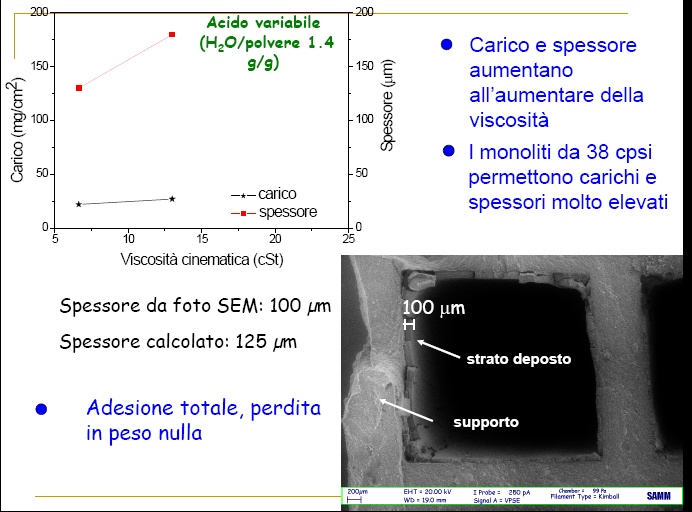 Acido variabile
(H₂O/polvere 1.4
g/g)
200
150
100
50
0
Carico (mg/cm²)
200
150
100
50
0
Spessore (μm)
carico
spessore
5
10
15
20
25
Viscosità cinematica (cSt)
Carico e spessore
aumentano
all'aumentare della
viscosità
I monoliti da 38 cpsi
permettono carichi e
spessori molto elevati
Spessore da foto SEM: 100 μm
Spessore calcolato: 125 μm
Adesione totale, perdita
in peso nulla
100 μm
strato deposto
supporto
200μm
EHT = 20.00 kV
WD = 19.0 mm
I Probe = 250 pA
Signal A = VPSE
Chamber = 99 Pa
Filament Type = Kimball
SAMM